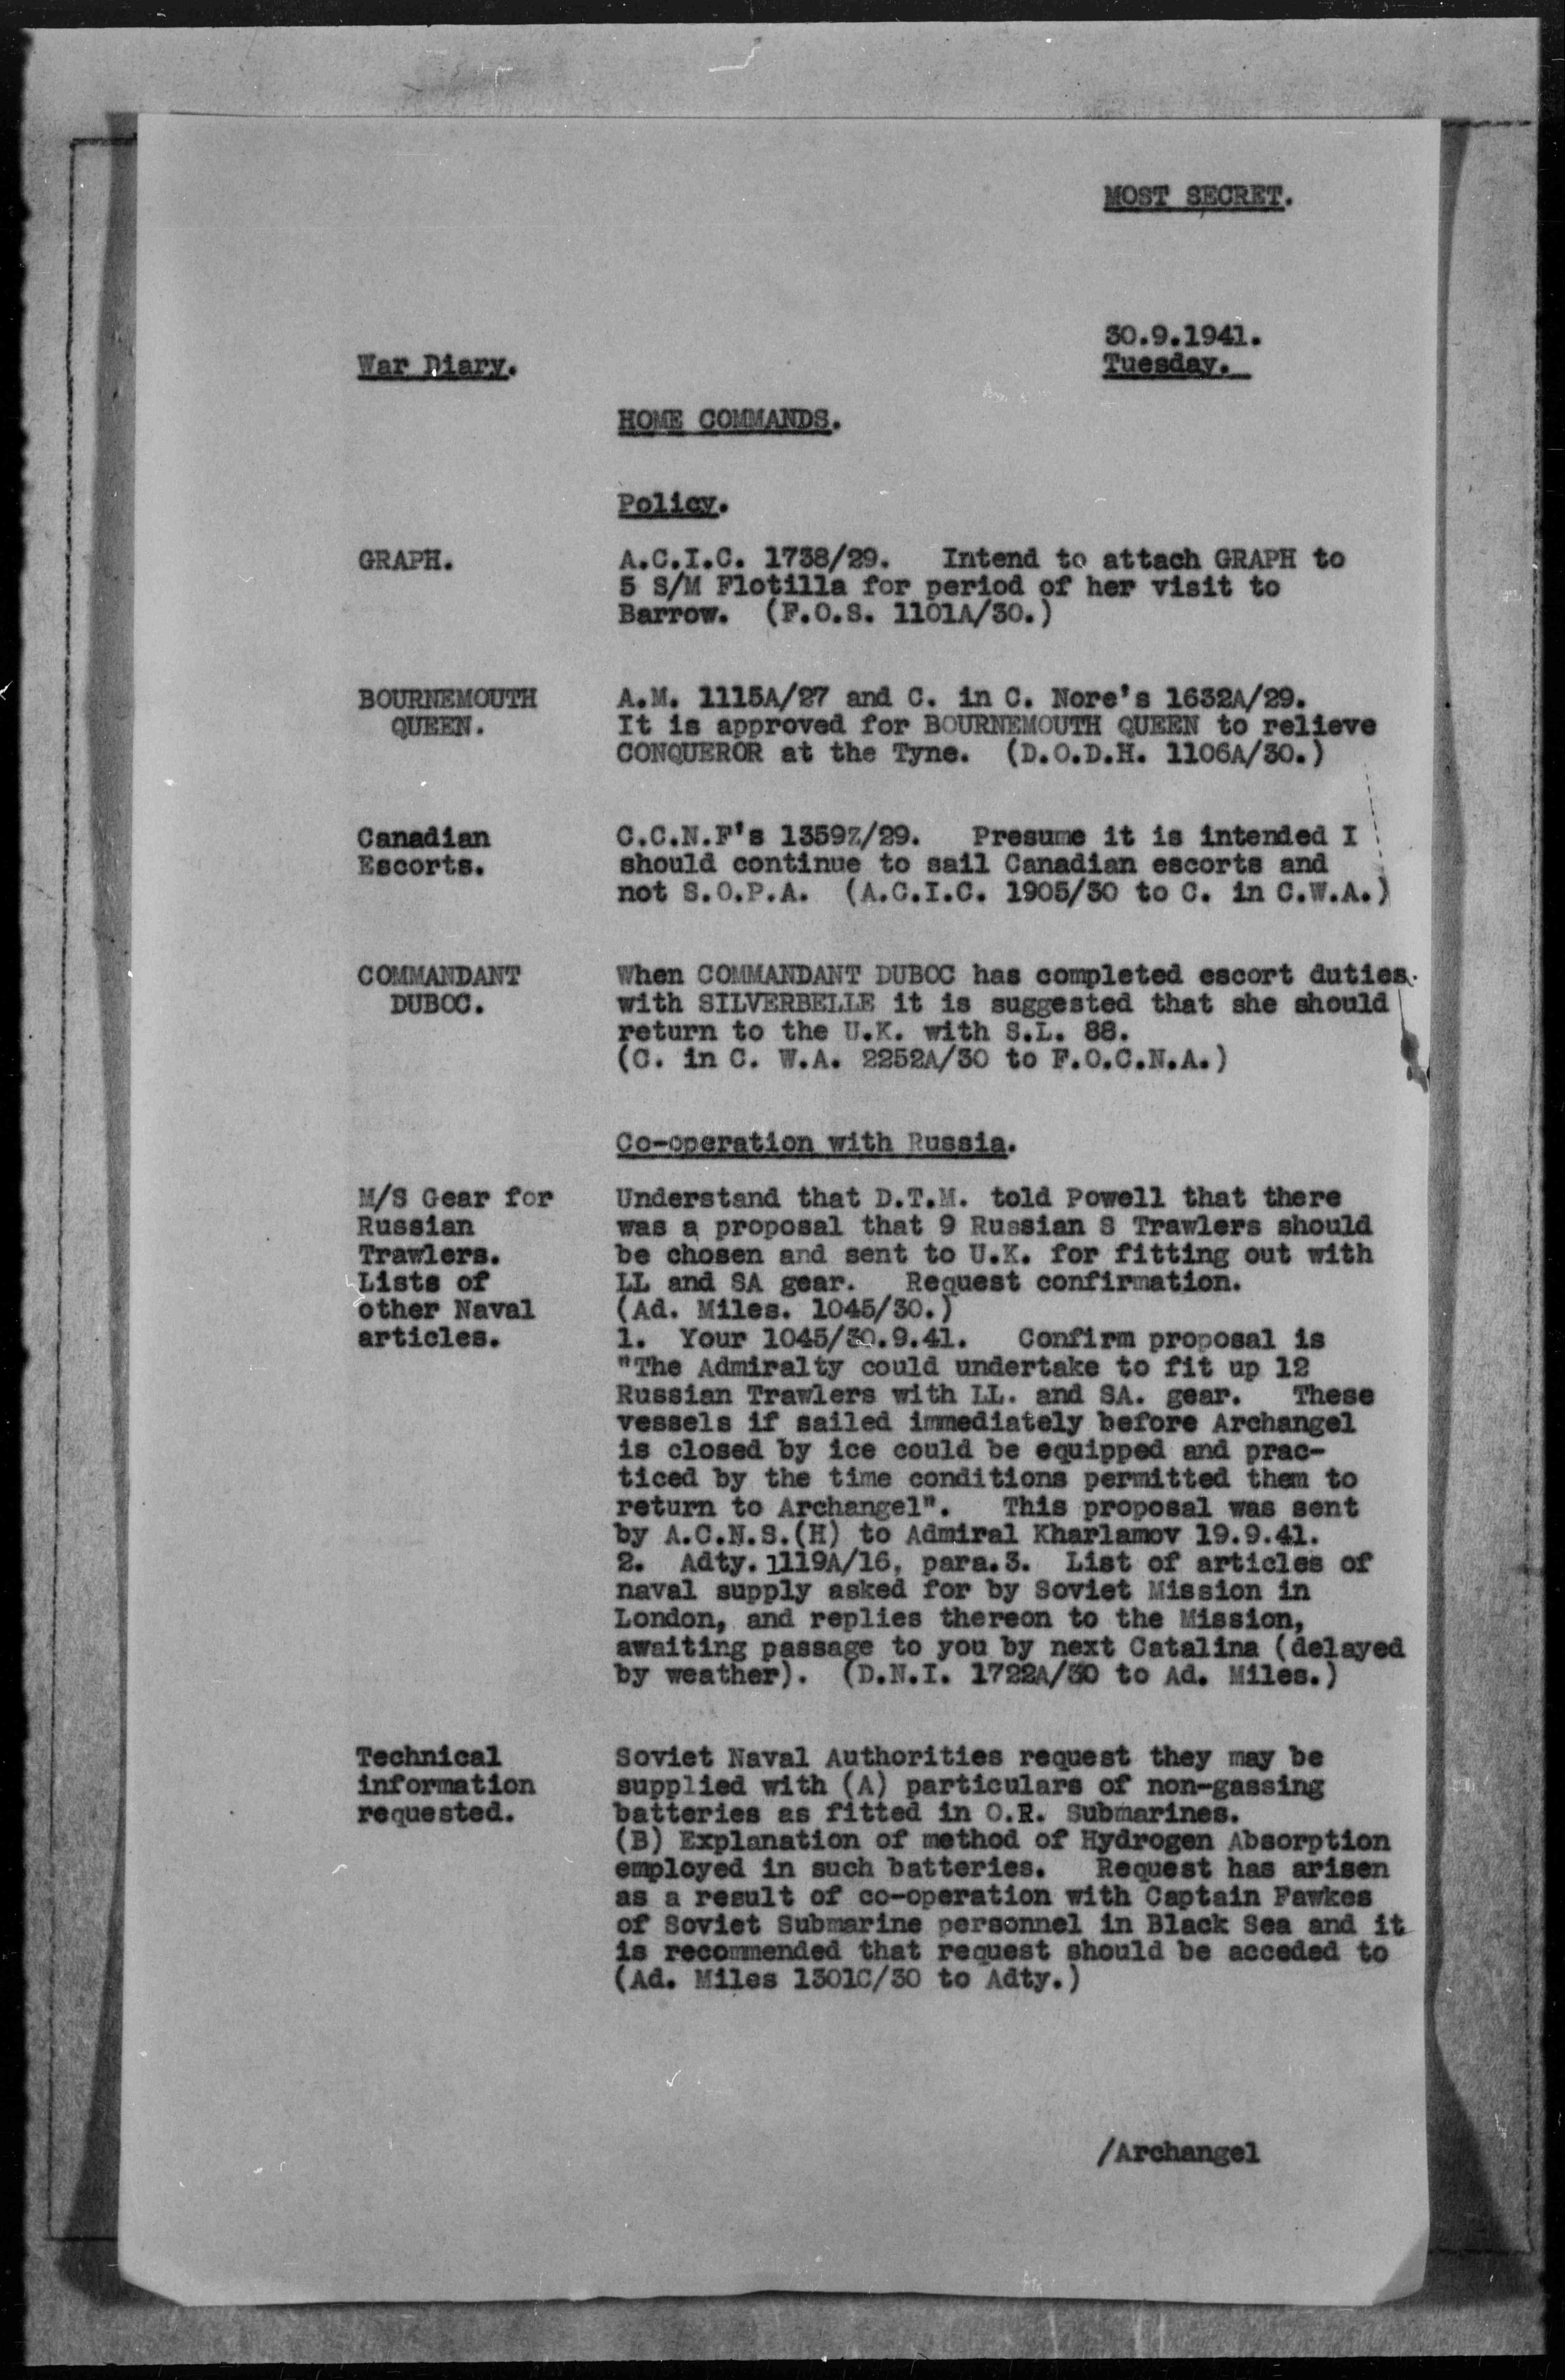 MOST SECRET.
30.9.1941.
War Diary.
Tuesday.
HOME COMMANDS.
Policy.
GRAPH.
A.C.I.C. 1738/29. Intend to attach GRAPH to
5 S/M Flotilla for period of her visit to
Barrow. (F.O.S. 1101A/30.)
BOURNEMOUTH
QUEEN.
A.M. 1115A/27 and C. in C. Nore's 1632A/29.
It is approved for BOURNEMOUTH QUEEN to relieve
CONQUEROR at the Tyne. (D.O.D.H. 1106A/30.)
Canadian
Escorts.
C.C.N.F's 1359Z/29. Presume it is intended I
should continue to sail Canadian escorts and
not S.O.P.A. (A.C.I.C. 1905/30 to C. in C.W.A.)
COMMANDANT
DUBOC.
When COMMANDANT DUBOC has completed escort duties
with SILVERBELLE it is suggested that she should
return to the U.K. with S.L. 88.
(C. in C. W.A. 2252A/30 to F.O.C.N.A.)
Co-operation with Russia.
M/S Gear for
Russian
Trawlers.
Lists of
other Naval
articles.
Understand that D.T.M. told Powell that there
was a proposal that 9 Russian S Trawlers should
be chosen and sent to U.K. for fitting out with
LL and SA gear. Request confirmation.
(Ad. Miles. 1045/30.)
1. Your 1045/30.9.41. Confirm proposal is
"The Admiralty could undertake to fit up 12
Russian Trawlers with LL. and SA. gear. These
vessels if sailed immediately before Archangel
is closed by ice could be equipped and prac-
ticed by the time conditions permitted them to
return to Archangel". This proposal was sent
by A.C.N.S.(H) to Admiral Kharlamov 19.9.41.
2. Adty. 1119A/16, para.3. List of articles of
naval supply asked for by Soviet Mission in
London, and replies thereon to the Mission,
awaiting passage to you by next Catalina (delayed
by weather). (D.N.I. 1722A/30 to Ad. Miles.)
Technical
information
requested.
Soviet Naval Authorities request they may be
supplied with (A) particulars of non-gassing
batteries as fitted in O.R. Submarines.
(B) Explanation of method of Hydrogen Absorption
employed in such batteries. Request has arisen
as a result of co-operation with Captain Fawkes
of Soviet Submarine personnel in Black Sea and it
is recommended that request should be acceded to
(Ad. Miles 1301C/30 to Adty.)
/Archangel